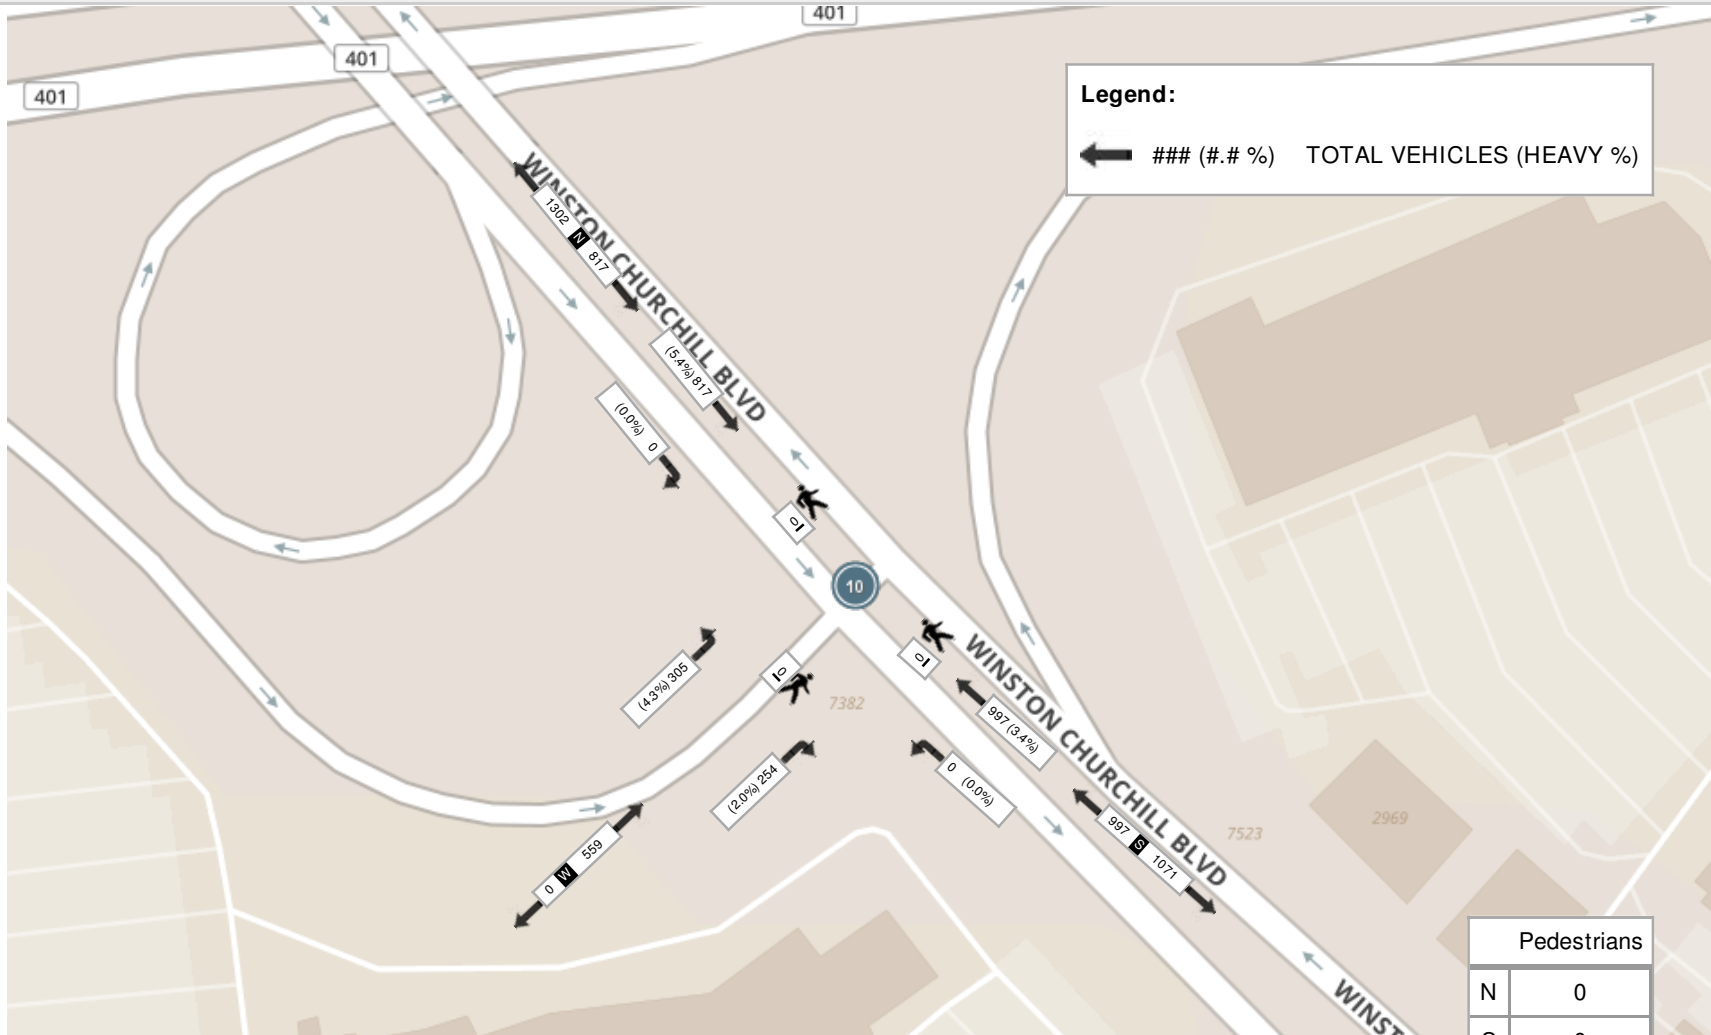 401
401
401
Legend:
### (#.# %) TOTAL VEHICLES (HEAVY %)
WINSTON CHURCHILL BLVD
1302 N 817
(5.4%) 817
(0.0%) 0
0
10
0
0
(4.3%) 305
7382
WINSTON CHURCHILL BLVD
997 (3.4%)
(2.0%) 254
0 (0.0%)
997 S 1071
7523
2969
0 W 559
Pedestrians
N 0
WINST